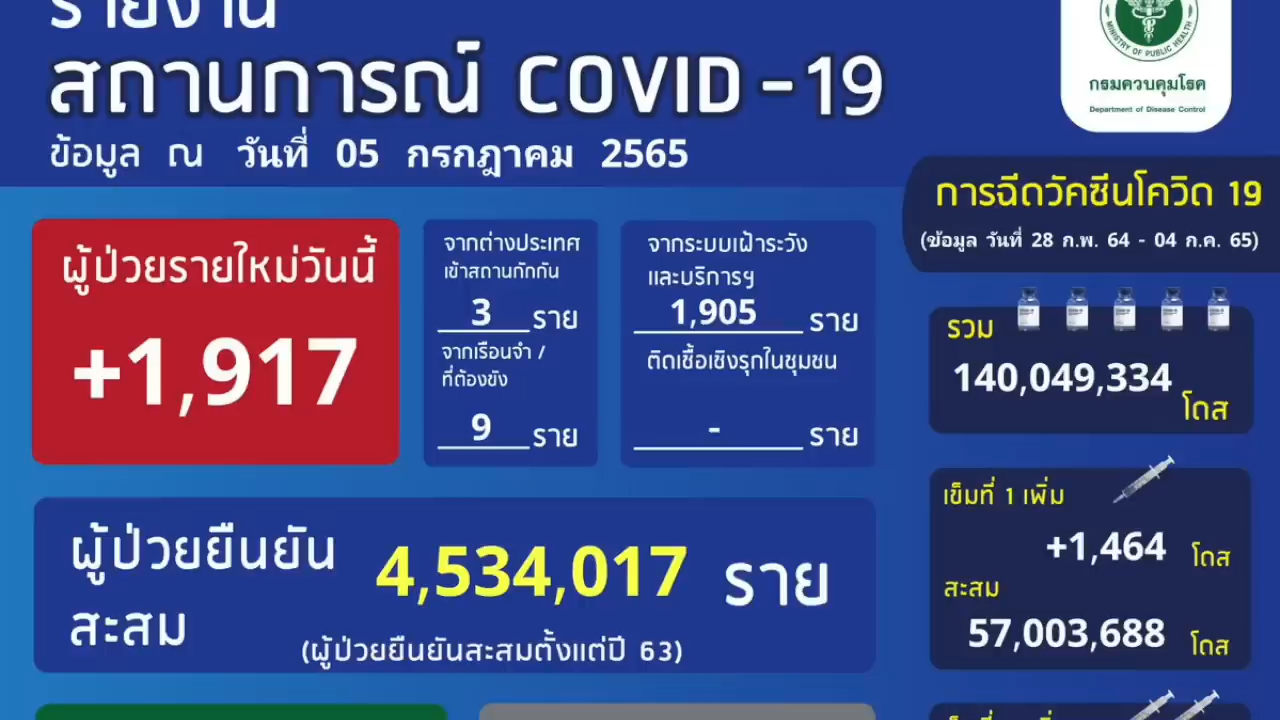 รายงาน
สถานการณ์ COVID -19
ข้อมูล ณ วันที่ 05 กรกฎาคม 2565
MINISTRY OF PUBLIC HEALTH
กรมควบคุมโรค
Department of Disease Control
ผู้ป่วยรายใหม่วันนี้
+1,917
จากต่างประเทศ
เข้าสถานกักกัน
3 ราย
จากเรือนจำ /
ที่ต้องขัง
9 ราย
จากระบบเฝ้าระวัง
และบริการฯ
1,905 ราย
ติดเชื้อเชิงรุกในชุมชน
- ราย
ผู้ป่วยยืนยัน
สะสม
4,534,017 ราย
(ผู้ป่วยยืนยันสะสมตั้งแต่ปี 63)
การฉีดวัคซีนโควิด 19
(ข้อมูล วันที่ 28 ก.พ. 64 - 04 ก.ค. 65)
รวม
140,049,334
โดส
เข็มที่ 1 เพิ่ม
+1,464 โดส
สะสม
57,003,688 โดส